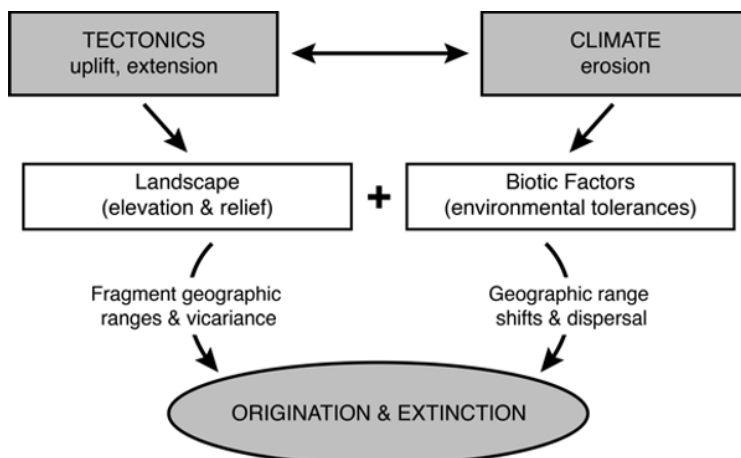 TECTONICS
uplift, extension
CLIMATE
erosion
Landscape
(elevation & relief)
+
Biotic Factors
(environmental tolerances)
Fragment geographic
ranges & vicariance
Geographic range
shifts & dispersal
ORIGINATION & EXTINCTION